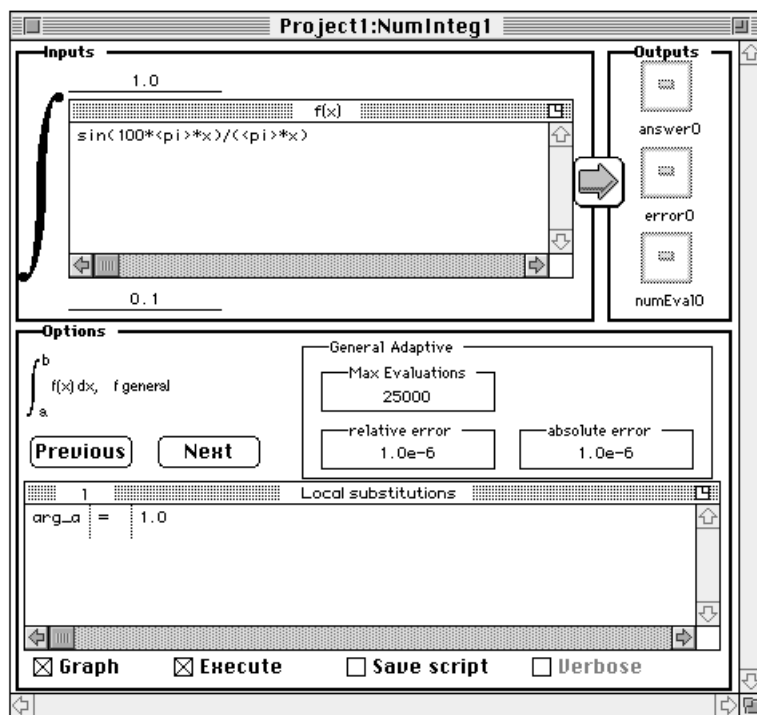 Project1:NumInteg1
Inputs
1.0
f(x)
sin(100*<pi>*x)/(<pi>*x)
0.1
Outputs
answer0
error0
numEval0
Options
b
f(x) dx, f general
a
Previous
Next
General Adaptive
Max Evaluations
25000
relative error
1.0e-6
absolute error
1.0e-6
1 Local substitutions
arg_a = 1.0
Graph Execute Save script Verbose